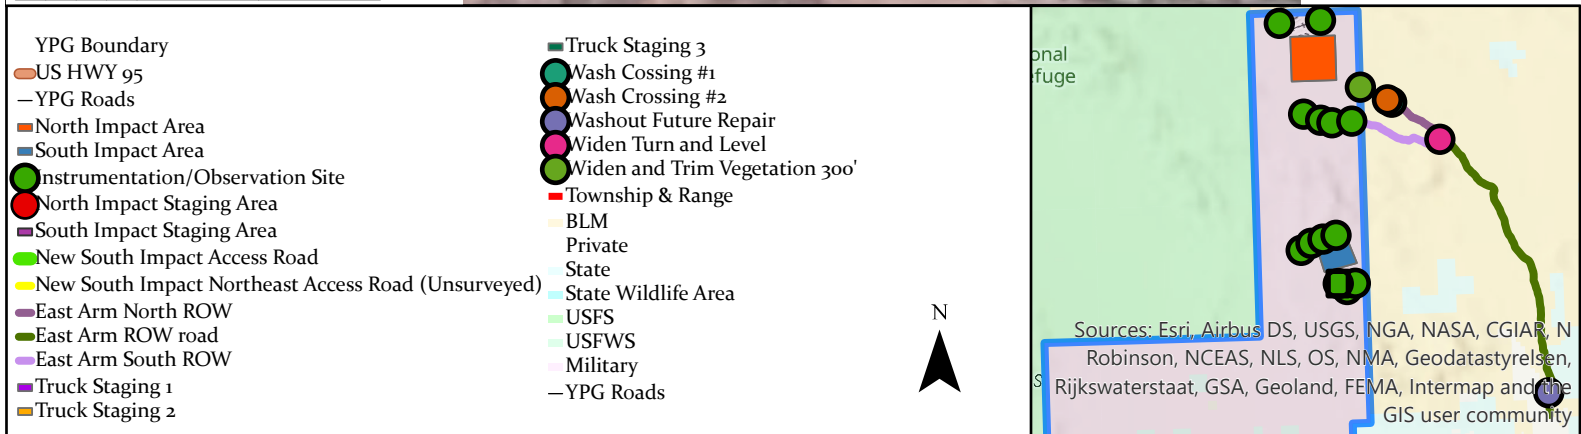 YPG Boundary
US HWY 95
YPG Roads
North Impact Area
South Impact Area
Instrumentation/Observation Site
North Impact Staging Area
South Impact Staging Area
New South Impact Access Road
New South Impact Northeast Access Road (Unsurveyed)
East Arm North ROW
East Arm ROW road
East Arm South ROW
Truck Staging 1
Truck Staging 2
Truck Staging 3
Wash Cossing #1
Wash Crossing #2
Washout Future Repair
Widen Turn and Level
Widen and Trim Vegetation 300'
Township & Range
BLM
Private
State
State Wildlife Area
USFS
USFWS
Military
YPG Roads
N
onal
efuge
s
Sources: Esri, Airbus DS, USGS, NGA, NASA, CGIAR, N
Robinson, NCEAS, NLS, OS, NMA, Geodatastyrelsen,
Rijkswaterstaat, GSA, Geoland, FEMA, Intermap and the
GIS user community